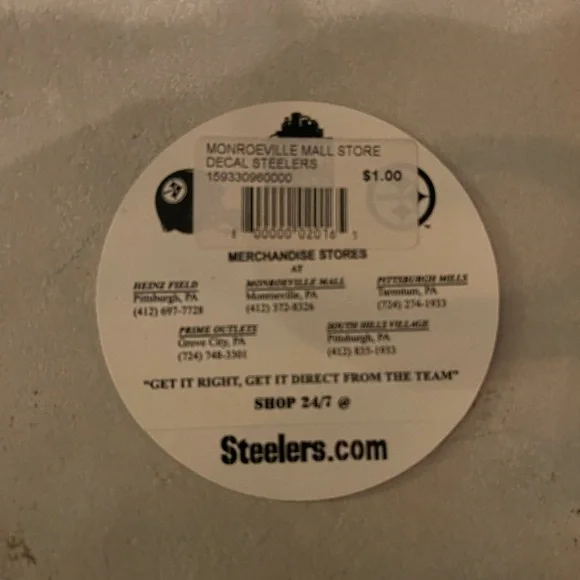 MONROEVILLE MALL STORE
DECAL STEELERS
159330960000 $1.00
MERCHANDISE STORES
AT
HEINZ FIELD MONROEVILLE MALL PITTSBURGH MILLS
Pittsburgh, PA Monroeville, PA Tarentum, PA
(412) 697-7728 (412) 372-8326 (724) 274-1933
PRIME OUTLETS SOUTH HILLS VILLAGE
Grove City, PA Pittsburgh, PA
(724) 748-3301 (412) 835-1933
"GET IT RIGHT, GET IT DIRECT FROM THE TEAM"
SHOP 24/7 @
Steelers.com